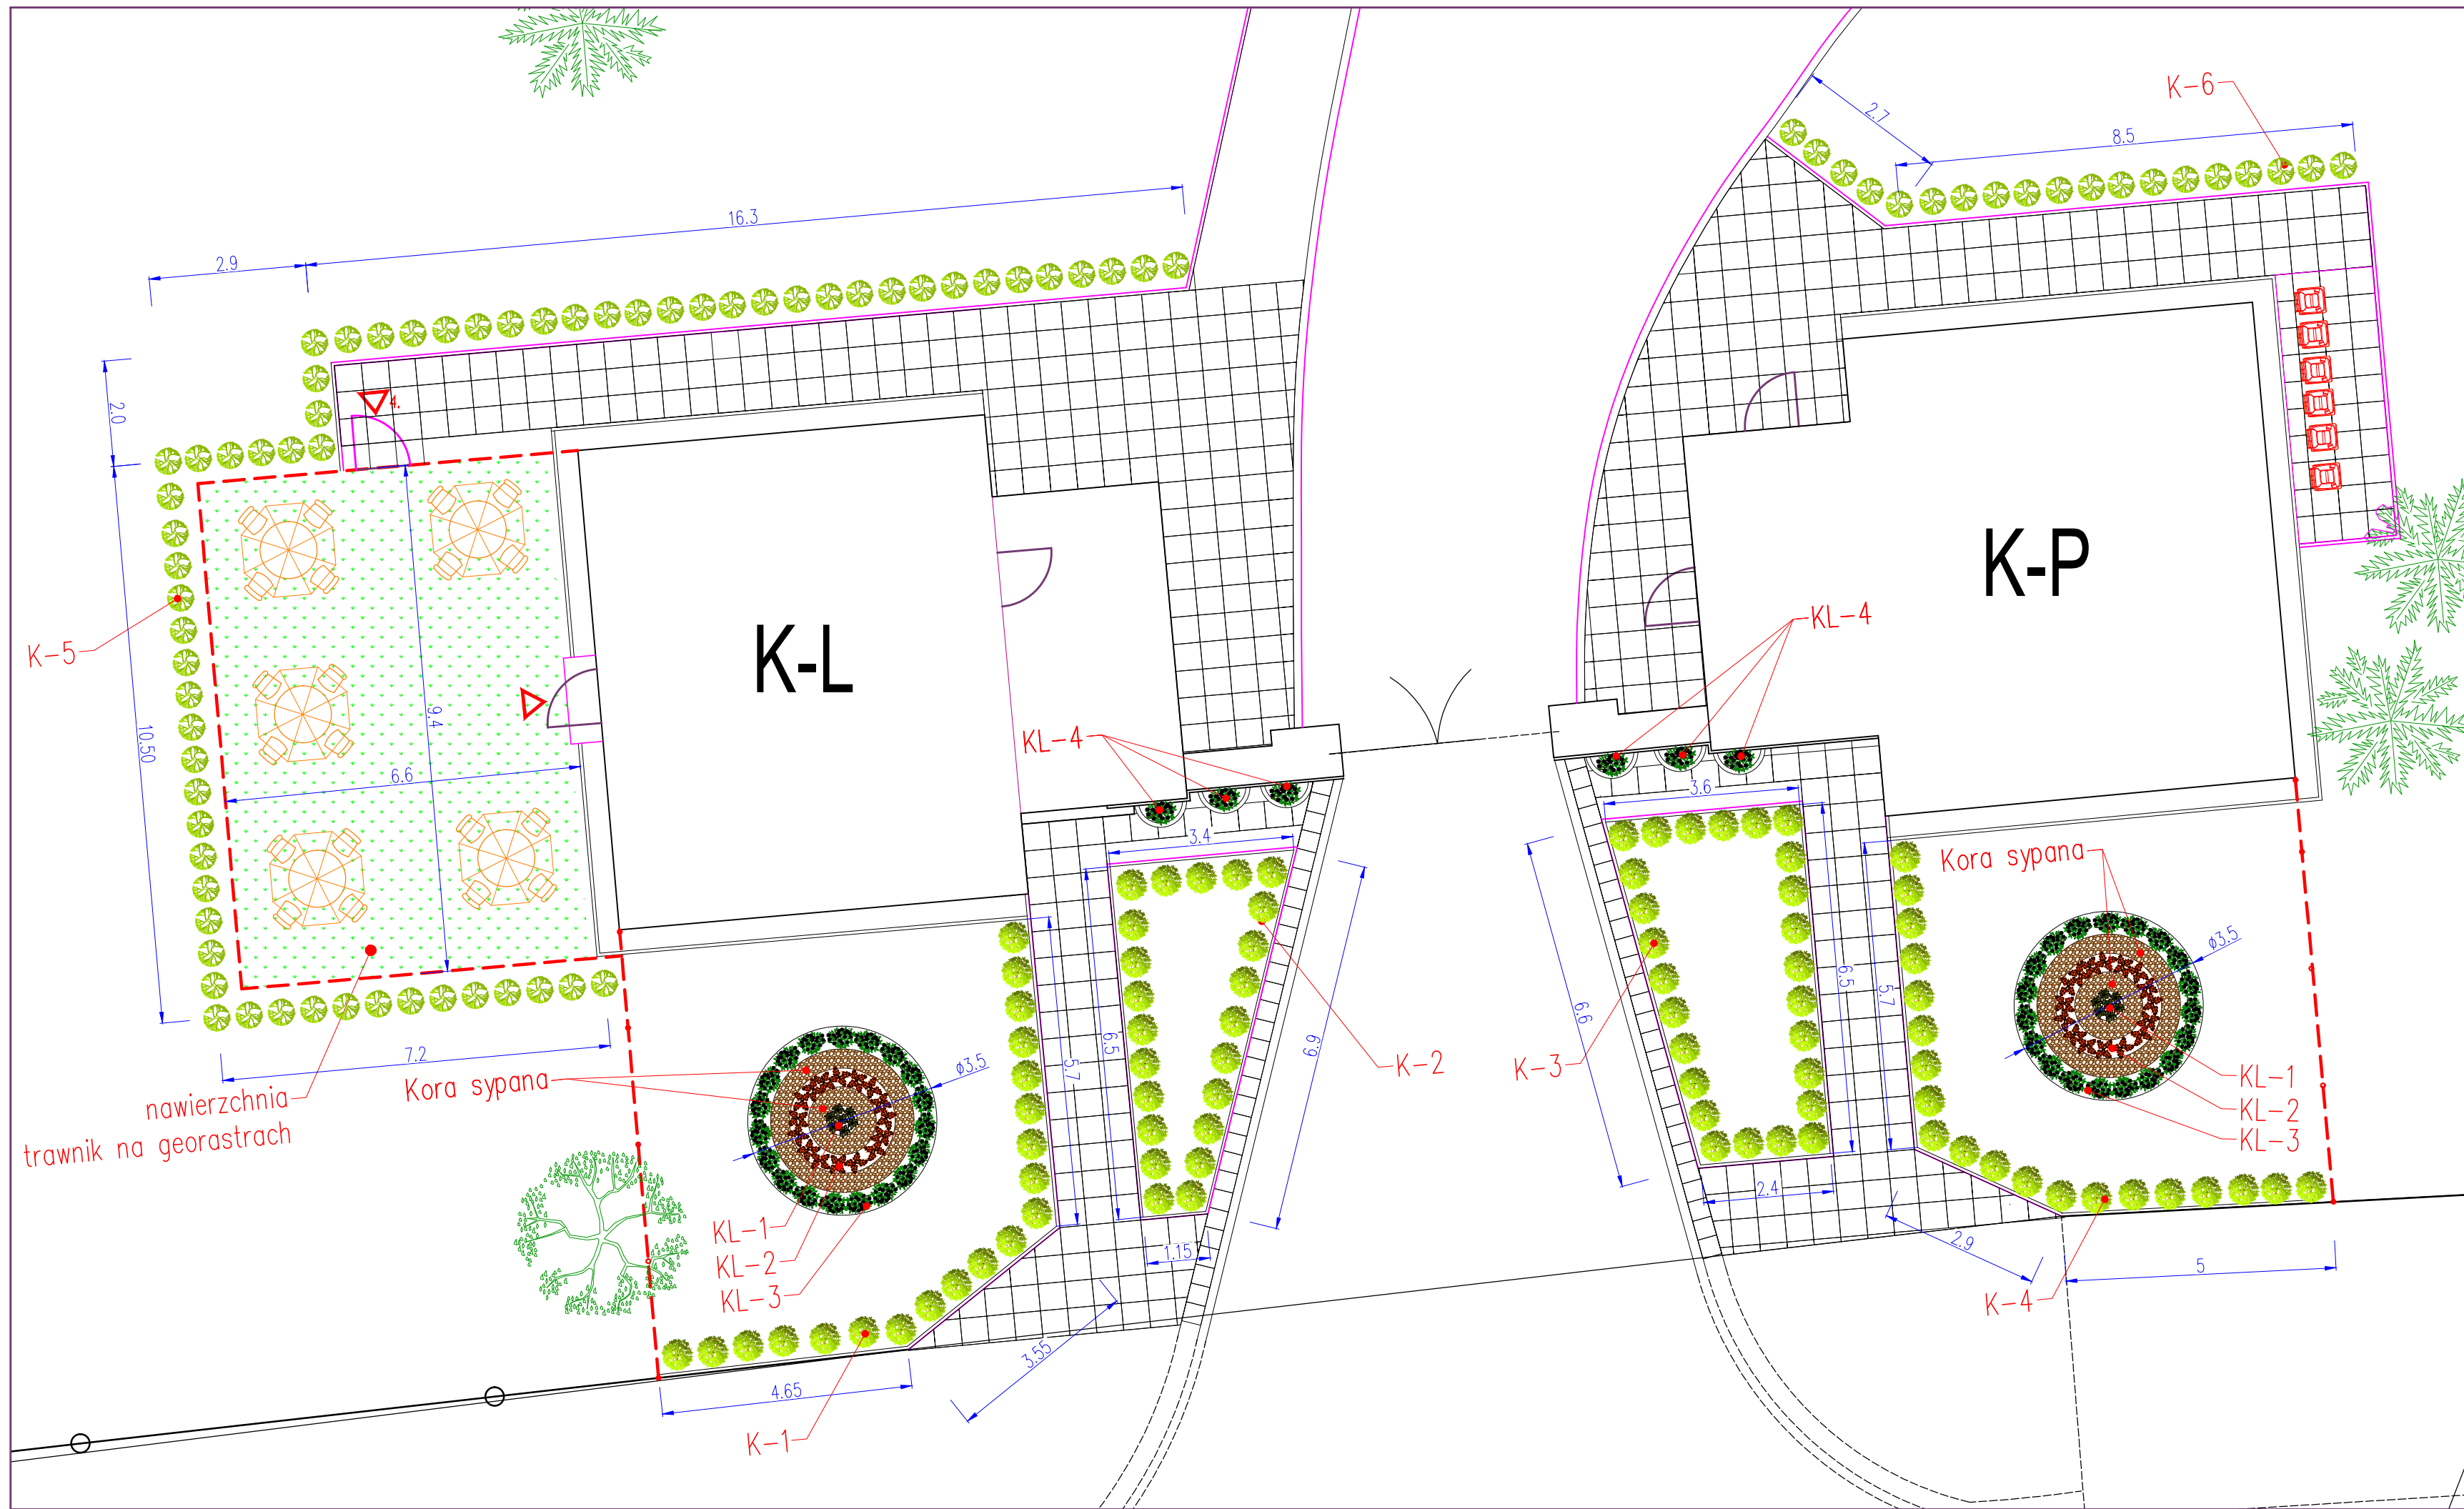 K-6
2.7
8.5
16.3
2.9
4.
2.0
K-P
K-L
KL-4
K-5
9.4
10.50
KL-4
6.6
3.6
3.4
Kora sypana
ø3.5
6.5
5.7
6.6
6.5
5.7
6.9
K-2
K-3
ø3.5
7.2
Kora sypana
nawierzchnia
trawnik na georastrach
KL-1
KL-2
KL-3
2.4
2.9
5
K-4
KL-1
KL-2
KL-3
1.15
3.55
4.65
K-1